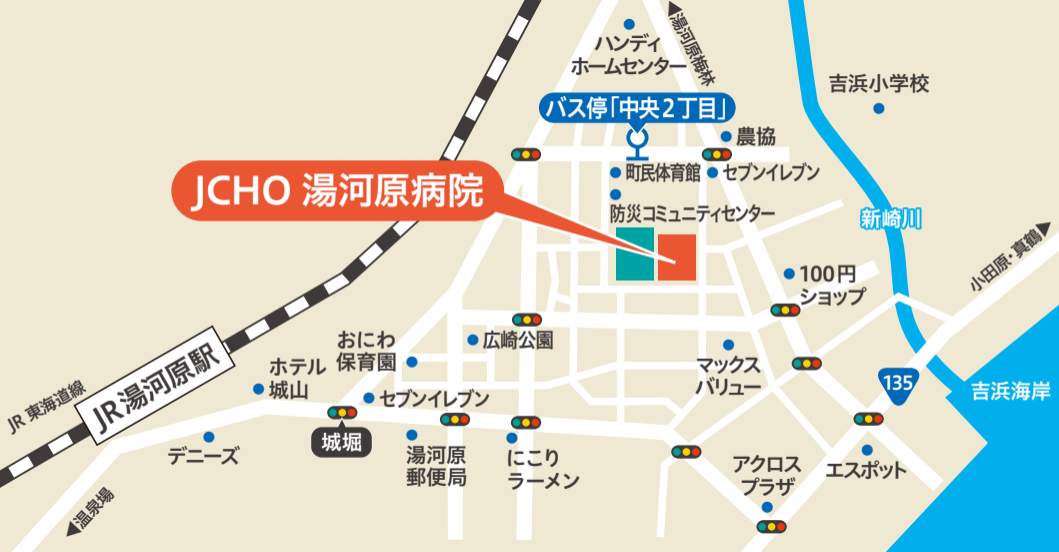 湯河原梅林
ハンディ
ホームセンター
吉浜小学校
バス停「中央2丁目」
農協
町民体育館
セブンイレブン
JCHO 湯河原病院
防災コミュニティセンター
新崎川
小田原・真鶴
100円
ショップ
広崎公園
おにわ
保育園
マックス
バリュー
ホテル
城山
JR湯河原駅
JR 東海道線
セブンイレブン
135
吉浜海岸
城堀
デニーズ
湯河原
郵便局
にこり
ラーメン
アクロス
プラザ
エスポット
温泉場